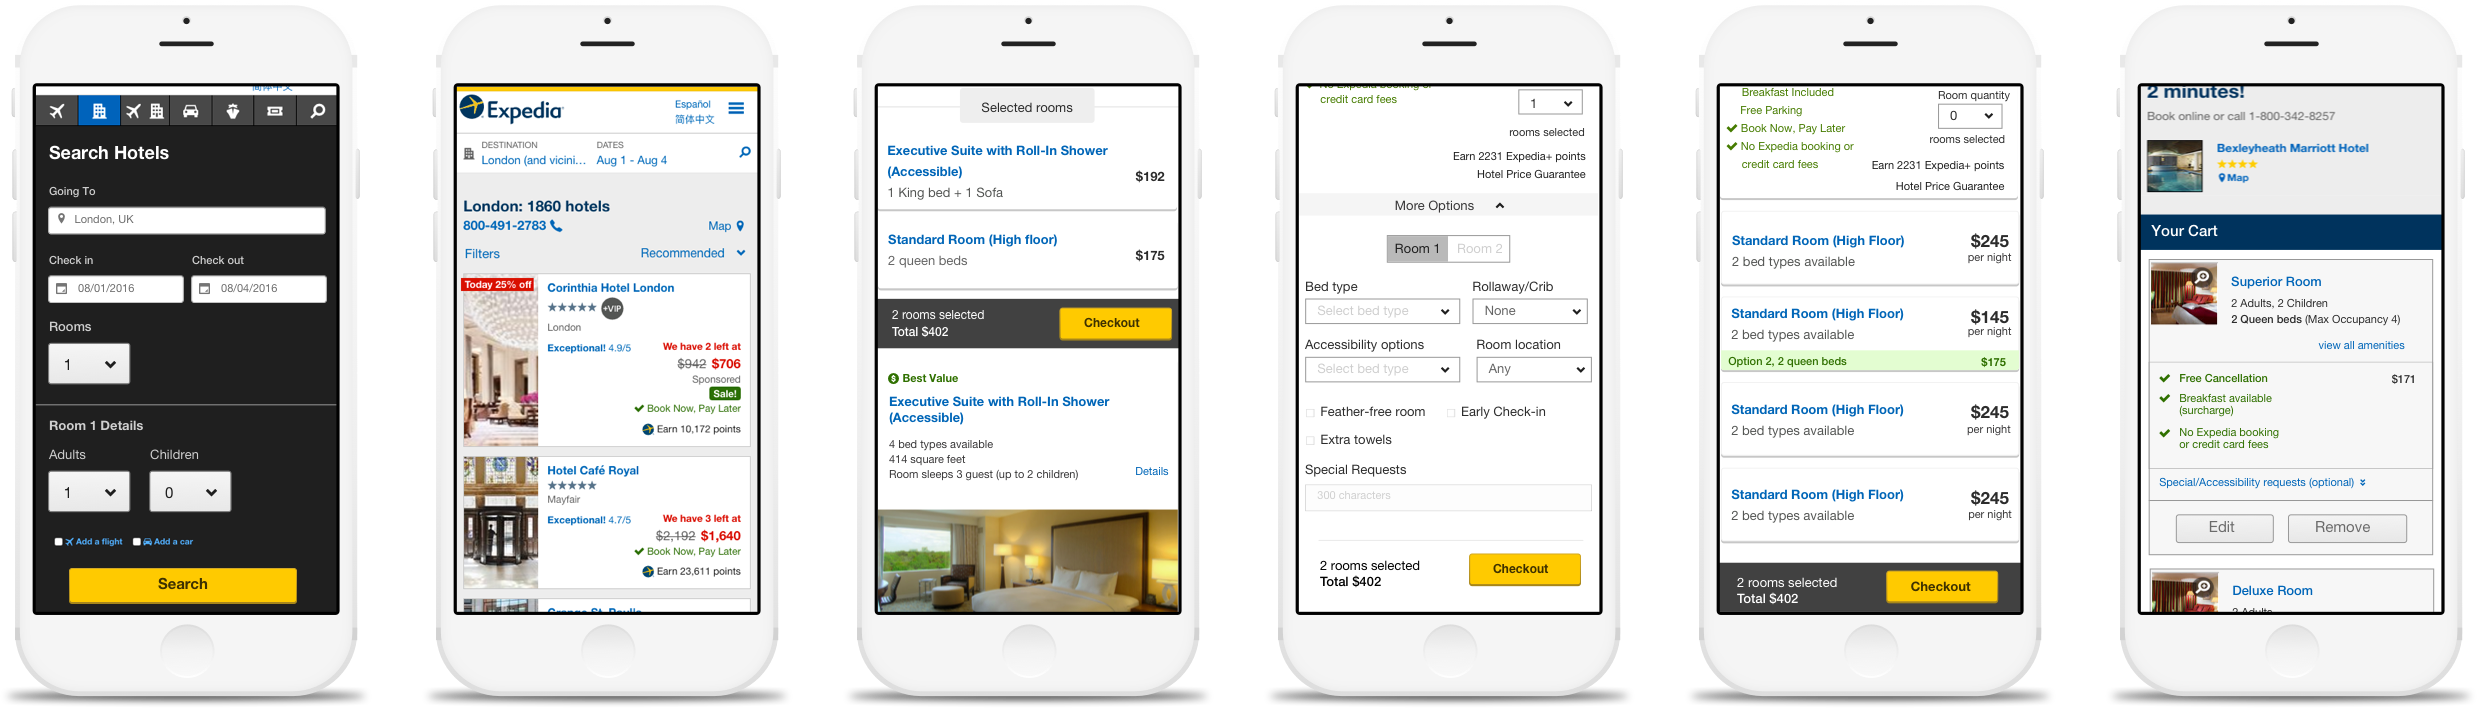 简体中文
Search Hotels
Going To
London, UK
Check in Check out
08/01/2016 08/04/2016
Rooms
1
Room 1 Details
Adults Children
1 0
Add a flight Add a car
Search
Expedia
Español
简体中文
DESTINATION DATES
London (and vicini... Aug 1 - Aug 4
London: 1860 hotels
800-491-2783 Map
Filters Recommended
Today 25% off
Corinthia Hotel London
+VIP
London
Exceptional! 4.9/5 We have 2 left at
$942 $706
Sponsored
Sale!
Book Now, Pay Later
Earn 10,172 points
Hotel Café Royal
Mayfair
Exceptional! 4.7/5 We have 3 left at
$2,192 $1,640
Book Now, Pay Later
Earn 23,611 points
Selected rooms
Executive Suite with Roll-In Shower
(Accessible) $192
1 King bed + 1 Sofa
Standard Room (High floor)
2 queen beds $175
2 rooms selected
Total $402
Checkout
Best Value
Executive Suite with Roll-In Shower
(Accessible)
4 bed types available
414 square feet
Room sleeps 3 guest (up to 2 children) Details
No Expedia booking or
credit card fees
1
rooms selected
Earn 2231 Expedia+ points
Hotel Price Guarantee
More Options
Room 1 Room 2
Bed type Rollaway/Crib
Select bed type None
Accessibility options Room location
Select bed type Any
Feather-free room Early Check-in
Extra towels
Special Requests
300 characters
2 rooms selected
Total $402
Checkout
Breakfast Included
Free Parking
Book Now, Pay Later
No Expedia booking or
credit card fees
Room quantity
0
rooms selected
Earn 2231 Expedia+ points
Hotel Price Guarantee
Standard Room (High Floor) $245
2 bed types available per night
Standard Room (High Floor) $145
2 bed types available per night
Option 2, 2 queen beds $175
Standard Room (High Floor) $245
2 bed types available per night
Standard Room (High Floor) $245
2 bed types available per night
2 rooms selected
Total $402
Checkout
2 minutes!
Book online or call 1-800-342-8257
Bexleyheath Marriott Hotel
Map
Your Cart
Superior Room
2 Adults, 2 Children
2 Queen beds (Max Occupancy 4)
view all amenities
Free Cancellation $171
Breakfast available
(surcharge)
No Expedia booking
or credit card fees
Special/Accessibility requests (optional)
Edit Remove
Deluxe Room
2 Adults